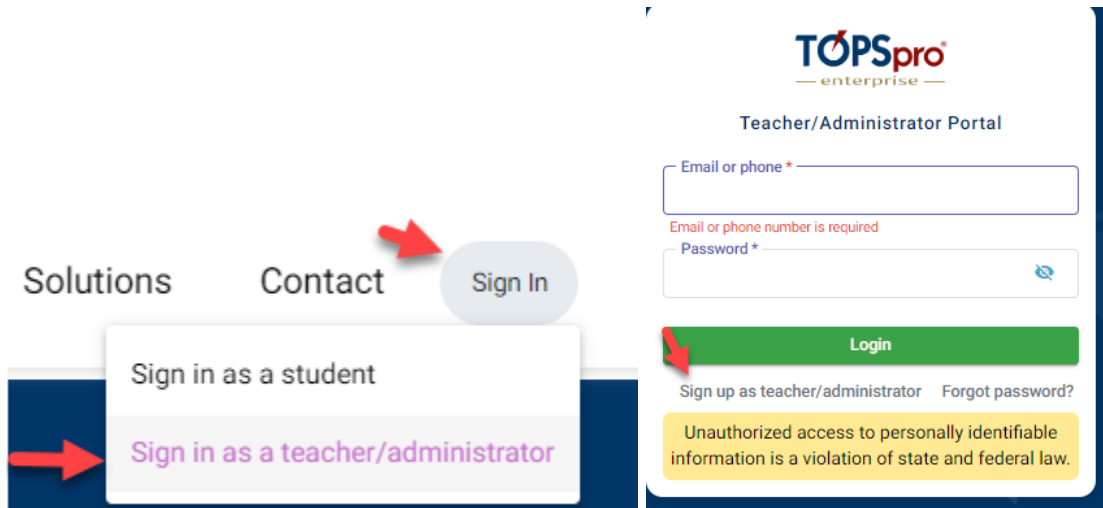 Solutions
Contact
Sign In
Sign in as a student
Sign in as a teacher/administrator
TOPSpro®
enterprise
Teacher/Administrator Portal
Email or phone *
Email or phone number is required
Password *
Login
Sign up as teacher/administrator
Forgot password?
Unauthorized access to personally identifiable
information is a violation of state and federal law.